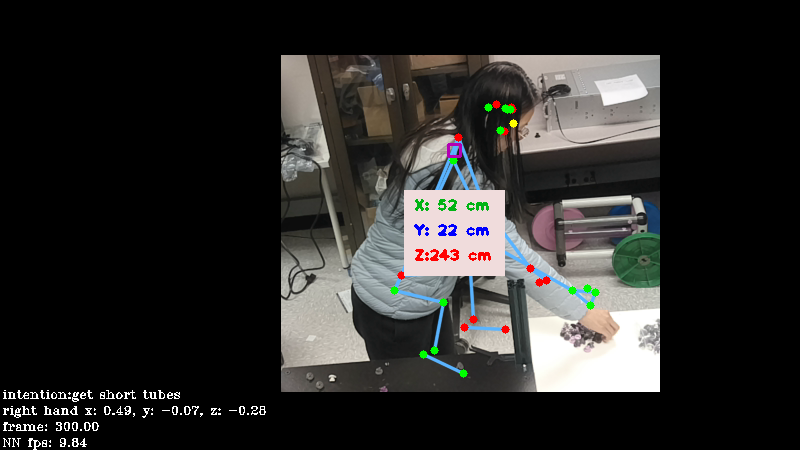 X: 52 cm
Y: 22 cm
Z:243 cm
intention:get short tubes
right hand x: 0.49, y: -0.07, z: -0.28
frame: 300.00
NN fps: 9.84